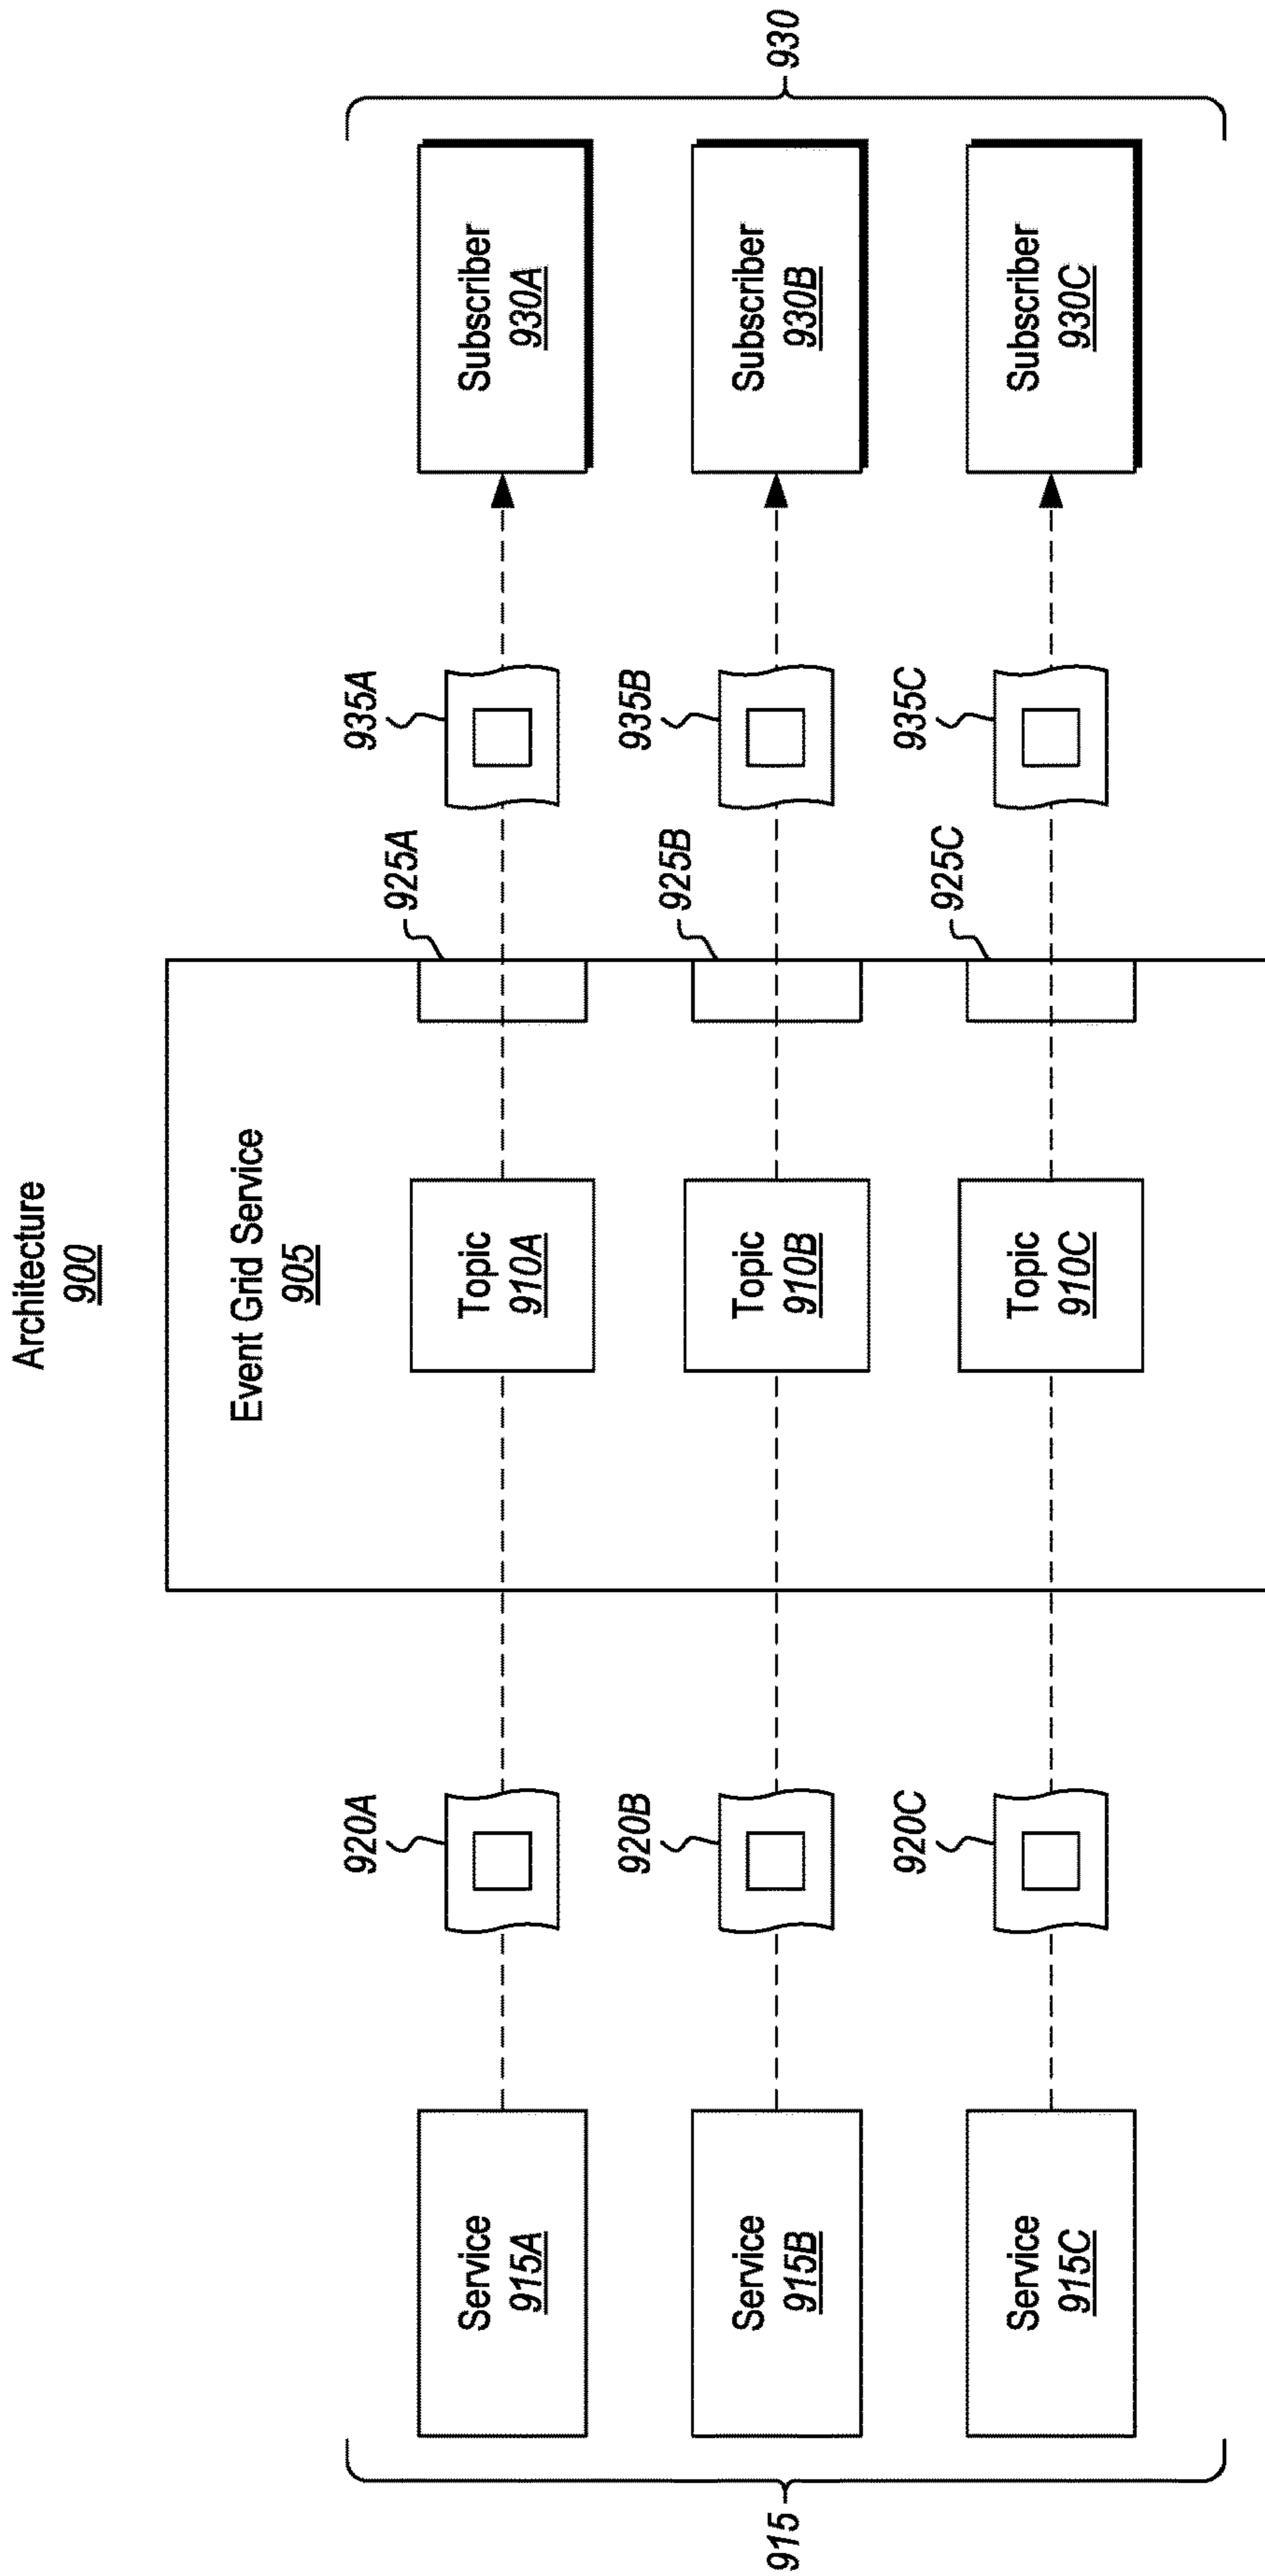 Architecture
900
Event Grid Service
905
915
Service
915A
920A
Topic
910A
925A
935A
Subscriber
930A
Service
915B
920B
Topic
910B
925B
935B
Subscriber
930B
Service
915C
920C
Topic
910C
925C
935C
Subscriber
930C
930